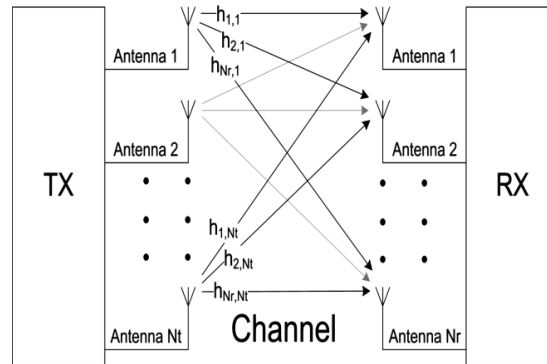 h1,1
h2,1
hNr,1
Antenna 1
Antenna 1
Antenna 2
Antenna 2
TX
RX
h1,Nt
h2,Nt
hNr,Nt
Channel
Antenna Nt
Antenna Nr